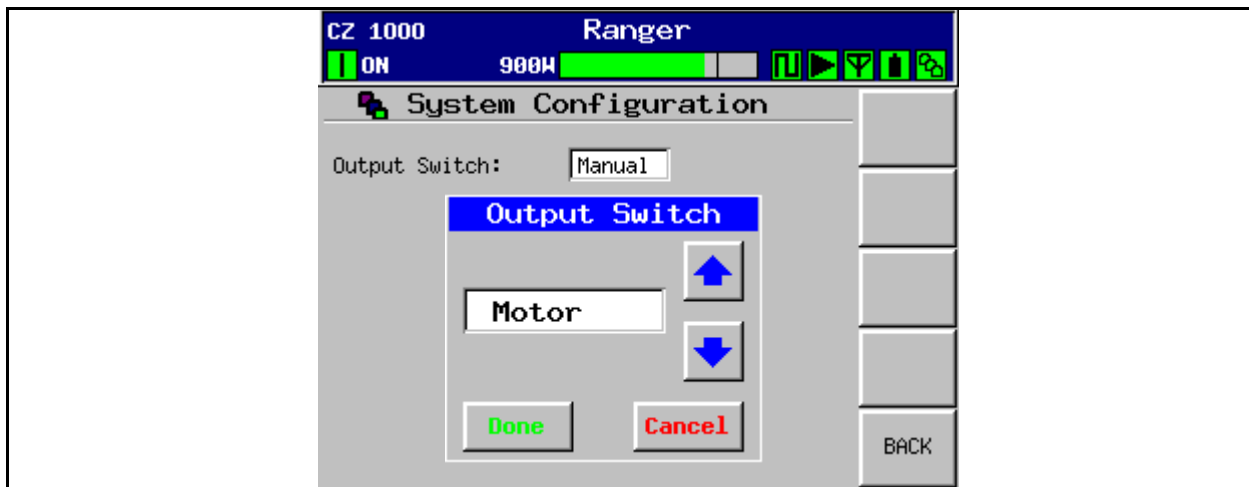 CZ 1000 Ranger
ON 900W
System Configuration
Output Switch: Manual
Output Switch
Motor
Done Cancel
BACK